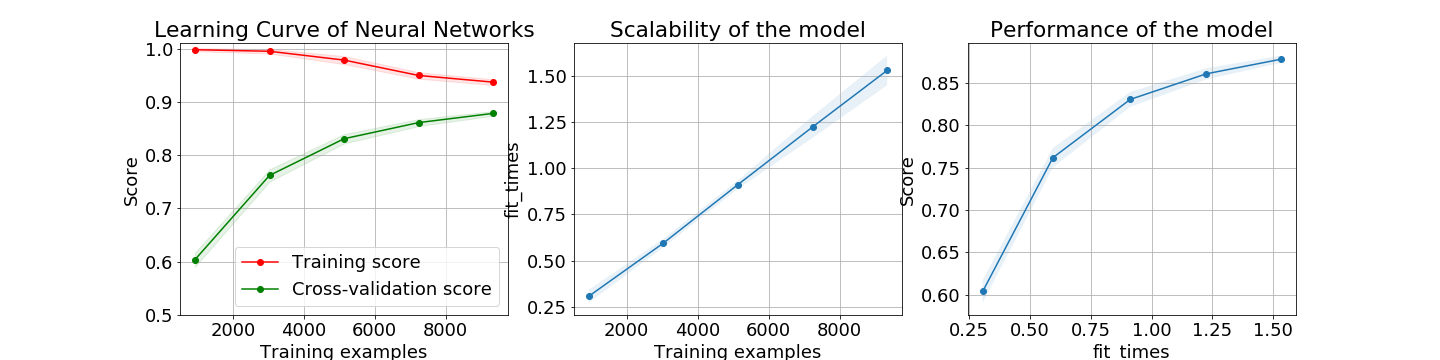 Learning Curve of Neural Networks
1.0
0.9
0.8
0.7
0.6
0.5
Score
Training score
Cross-validation score
2000 4000 6000 8000
Training examples
Scalability of the model
1.50
1.25
1.00
0.75
0.50
0.25
fit_times
2000 4000 6000 8000
Training examples
Performance of the model
0.85
0.80
0.75
0.70
0.65
0.60
Score
0.25 0.50 0.75 1.00 1.25 1.50
fit_times